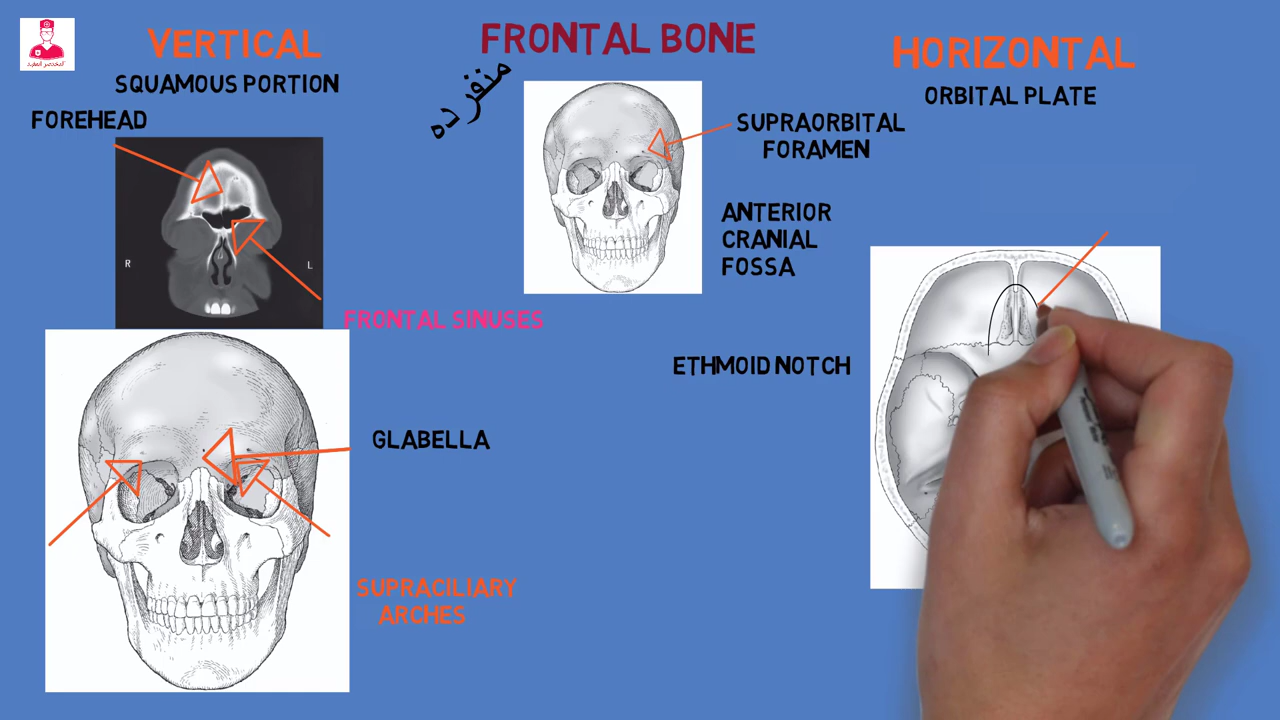 VERTICAL
SQUAMOUS PORTION
FOREHEAD
R
L
FRONTAL SINUSES
GLABELLA
SUPRACILIARY
ARCHES
FRONTAL BONE
منفرده
SUPRAORBITAL
FORAMEN
ANTERIOR
CRANIAL
FOSSA
ETHMOID NOTCH
HORIZONTAL
ORBITAL PLATE